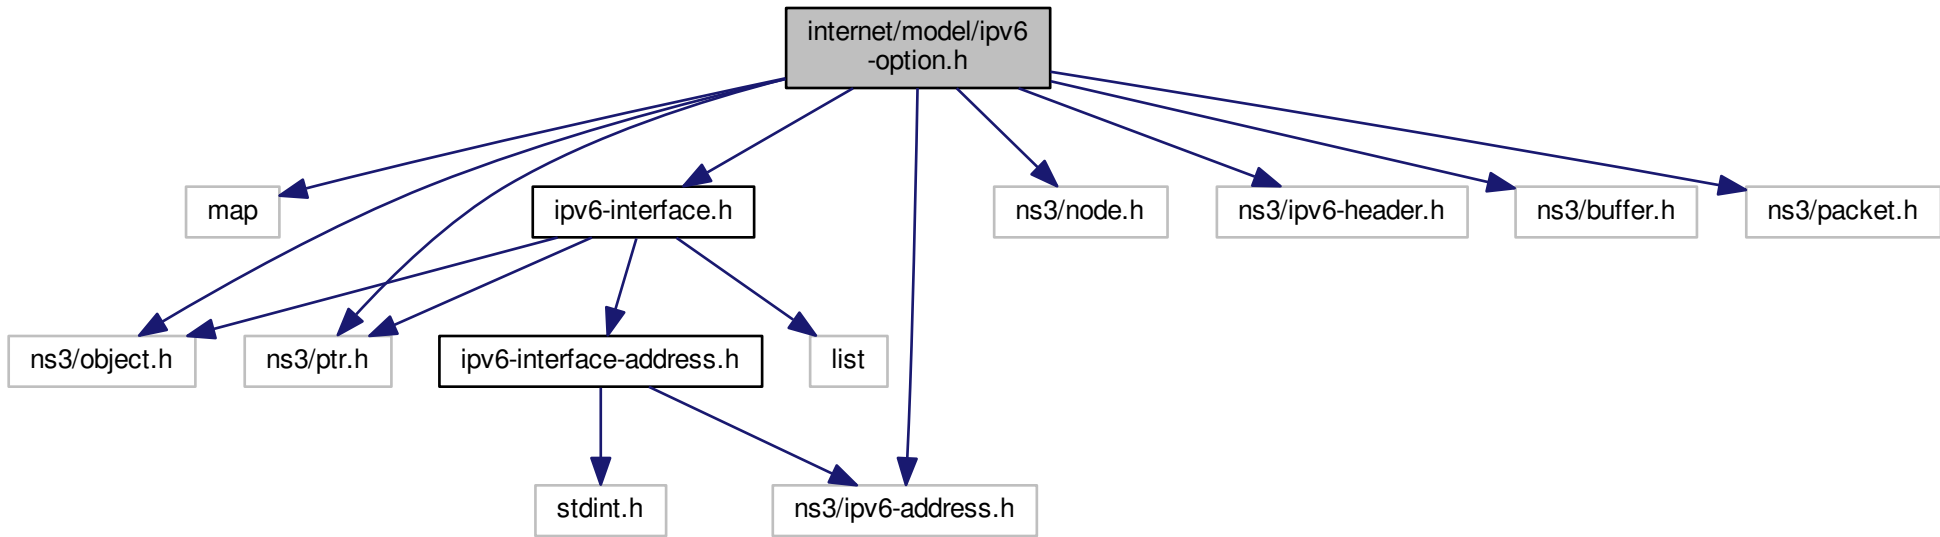 internet/model/ipv6
-option.h
map
ipv6-interface.h
ns3/node.h
ns3/ipv6-header.h
ns3/buffer.h
ns3/packet.h
ns3/object.h
ns3/ptr.h
ipv6-interface-address.h
list
stdint.h
ns3/ipv6-address.h